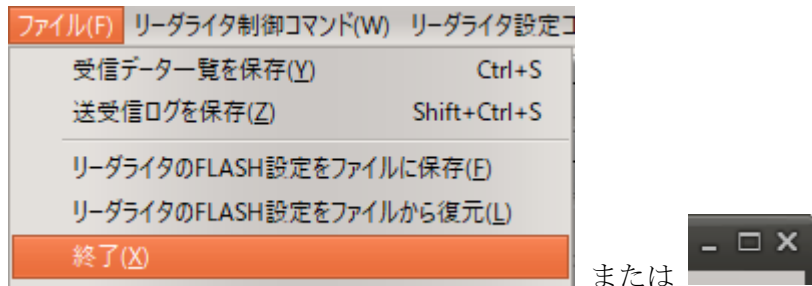 ファイル(F) リーダライタ制御コマンド(W) リーダライタ設定コ
受信データ一覧を保存(Y) Ctrl+S
送受信ログを保存(Z) Shift+Ctrl+S
リーダライタのFLASH設定をファイルに保存(F)
リーダライタのFLASH設定をファイルから復元(L)
終了(X)
または